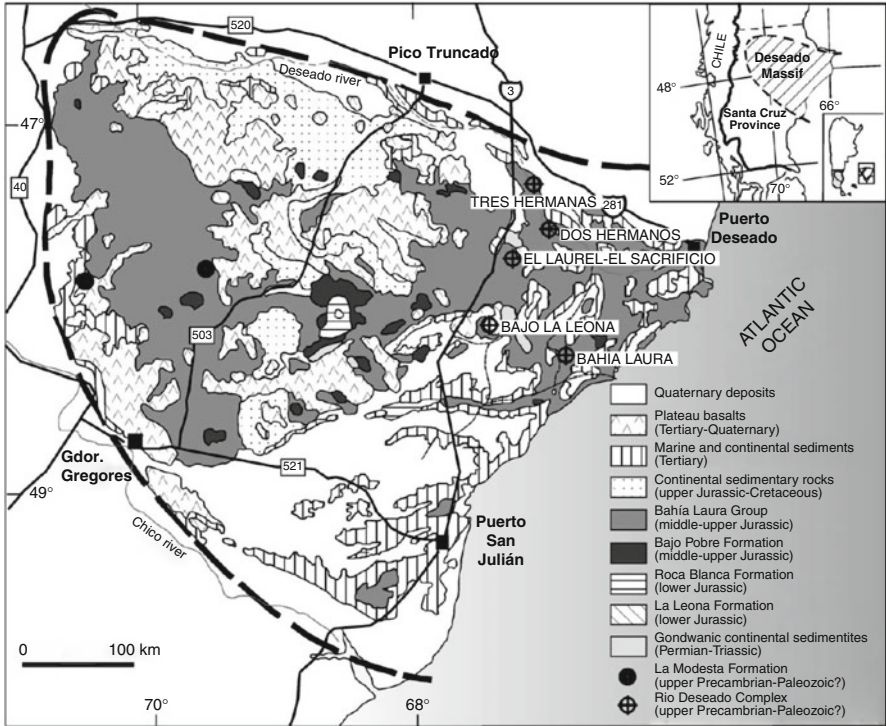 520
Pico Truncado
Deseado river
3
CHILE
Deseado
Massif
48°
66°
Santa Cruz
Province
52°
70°
47°
40
TRES HERMANAS
281
Puerto
Deseado
DOS HERMANOS
EL LAUREL-EL SACRIFICIO
ATLANTIC
OCEAN
503
BAJO LA LEONA
BAHIA LAURA
Gdor.
Gregores
521
49°
Chico river
Puerto
San
Julián
Quaternary deposits
Plateau basalts
(Tertiary-Quaternary)
Marine and continental sediments
(Tertiary)
Continental sedimentary rocks
(upper Jurassic-Cretaceous)
Bahía Laura Group
(middle-upper Jurassic)
Bajo Pobre Formation
(middle-upper Jurassic)
Roca Blanca Formation
(lower Jurassic)
La Leona Formation
(lower Jurassic)
Gondwanic continental sedimentites
(Permian-Triassic)
La Modesta Formation
(upper Precambrian-Paleozoic?)
Rio Deseado Complex
(upper Precambrian-Paleozoic?)
0 100 km
70°
68°